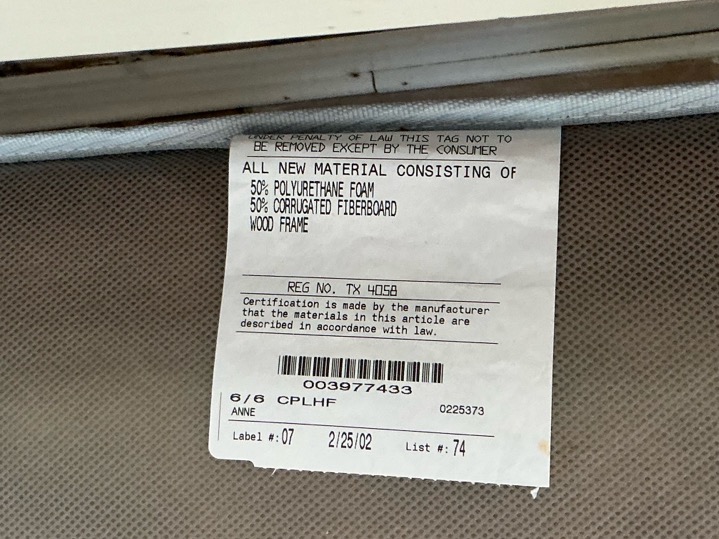 UNDER PENALTY OF LAW THIS TAG NOT TO
BE REMOVED EXCEPT BY THE CONSUMER
ALL NEW MATERIAL CONSISTING OF
50% POLYURETHANE FOAM
50% CORRUGATED FIBERBOARD
WOOD FRAME
REG NO. TX 4058
Certification is made by the manufacturer
that the materials in this article are
described in accordance with law.
003977433
6/6 CPLHF
ANNE 0225373
Label #: 07 2/25/02 List #: 74